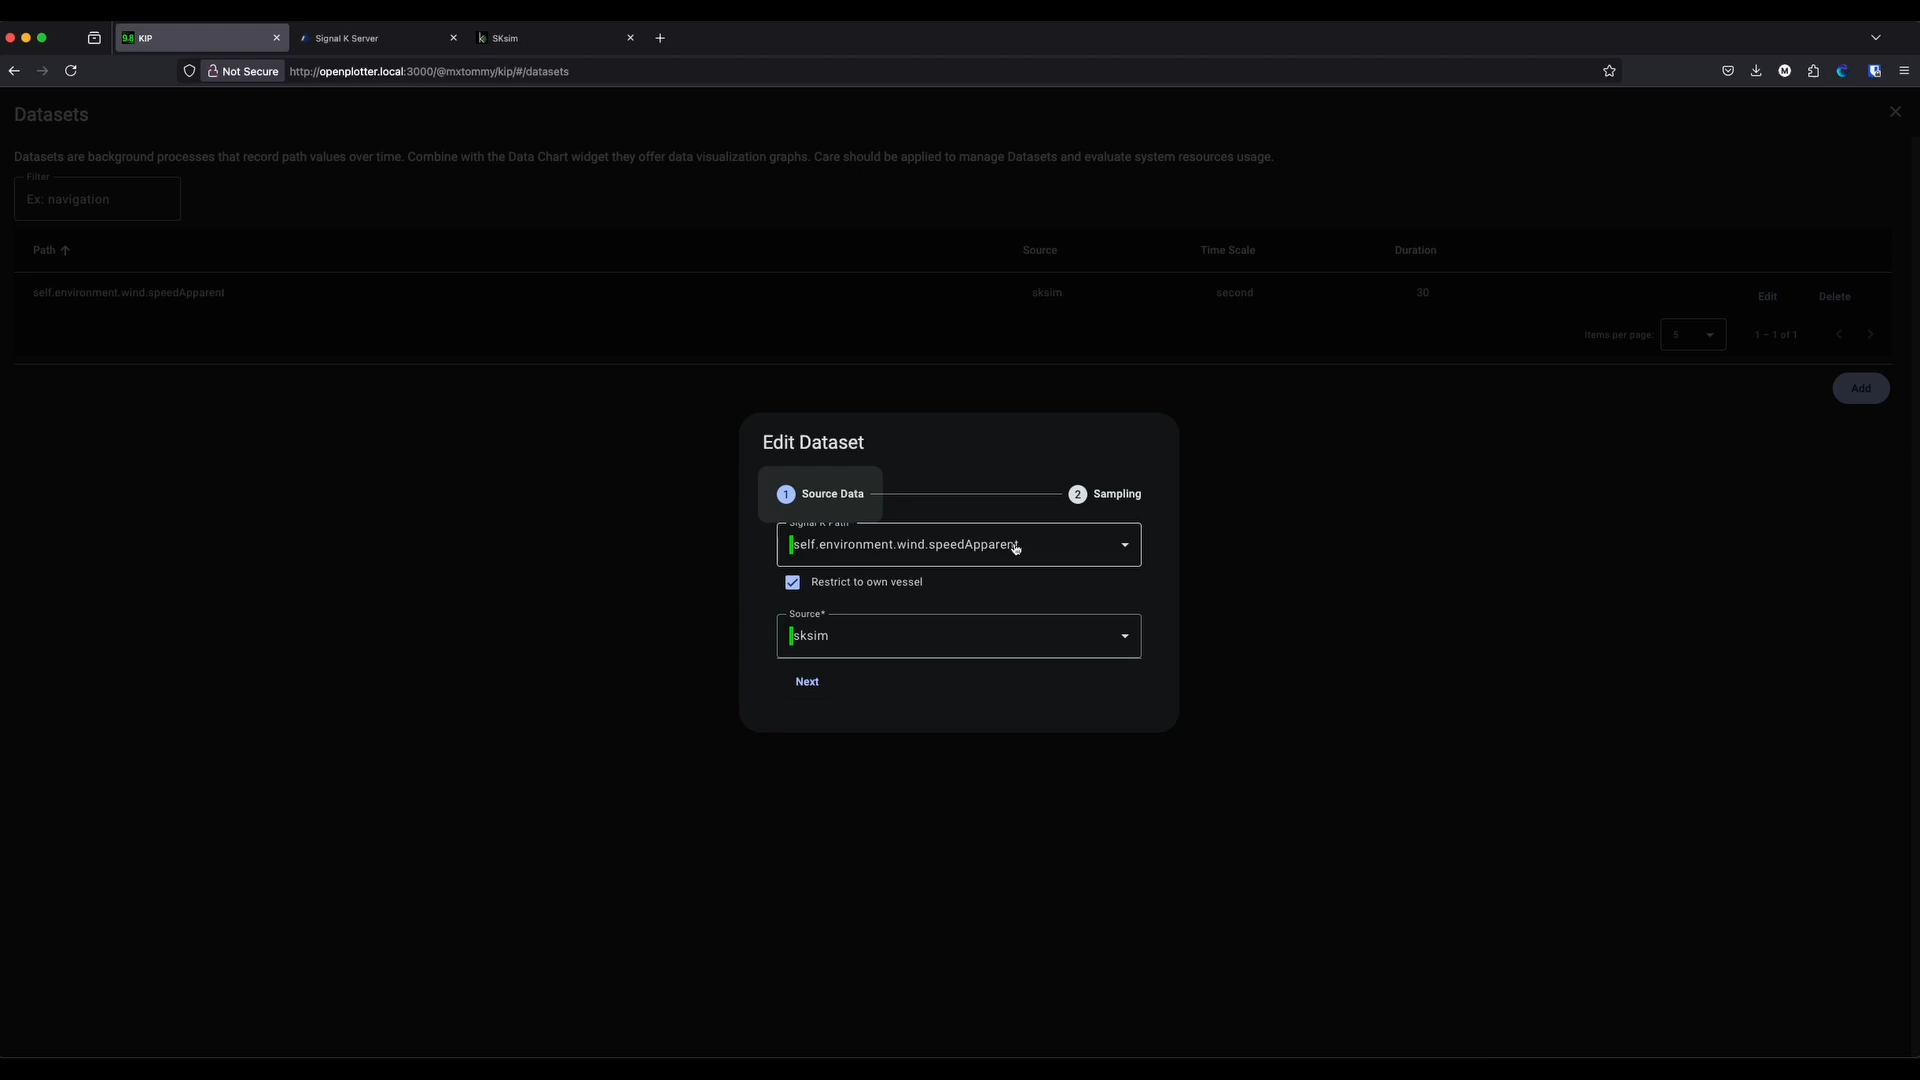 KIP
Signal K Server
SKsim
Not Secure
http://openplotter.local:3000/@mxtommy/kip/#/datasets
Datasets
Datasets are background processes that record path values over time. Combine with the Data Chart widget they offer data visualization graphs. Care should be applied to manage Datasets and evaluate system resources usage.
Filter
Ex: navigation
Path Source Time Scale Duration
self.environment.wind.speedApparent sksim second 30 Edit Delete
Items per page: 5 1 – 1 of 1
Add
Edit Dataset
1 Source Data 2 Sampling
Signal K Path
self.environment.wind.speedApparent
Restrict to own vessel
Source*
sksim
Next